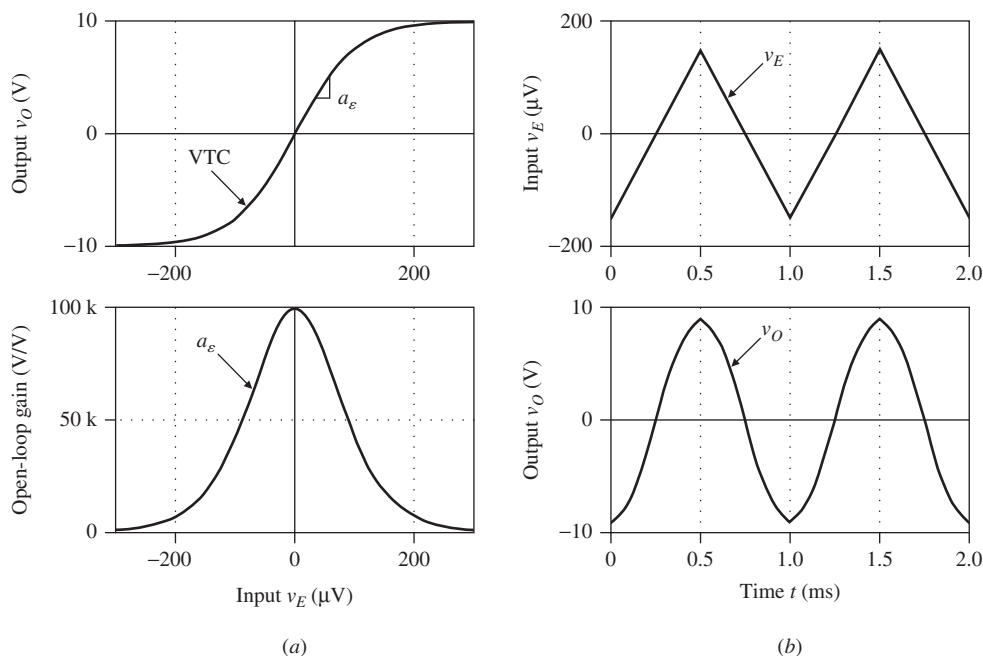 10
0
−10
Output v_O (V)
VTC
a_ε
−200
200
100 k
50 k
0
Open-loop gain (V/V)
a_ε
−200
0
200
Input v_E (μV)
(a)
200
0
−200
Input v_E (μV)
v_E
0
0.5
1.0
1.5
2.0
10
0
−10
Output v_O (V)
v_O
0
0.5
1.0
1.5
2.0
Time t (ms)
(b)